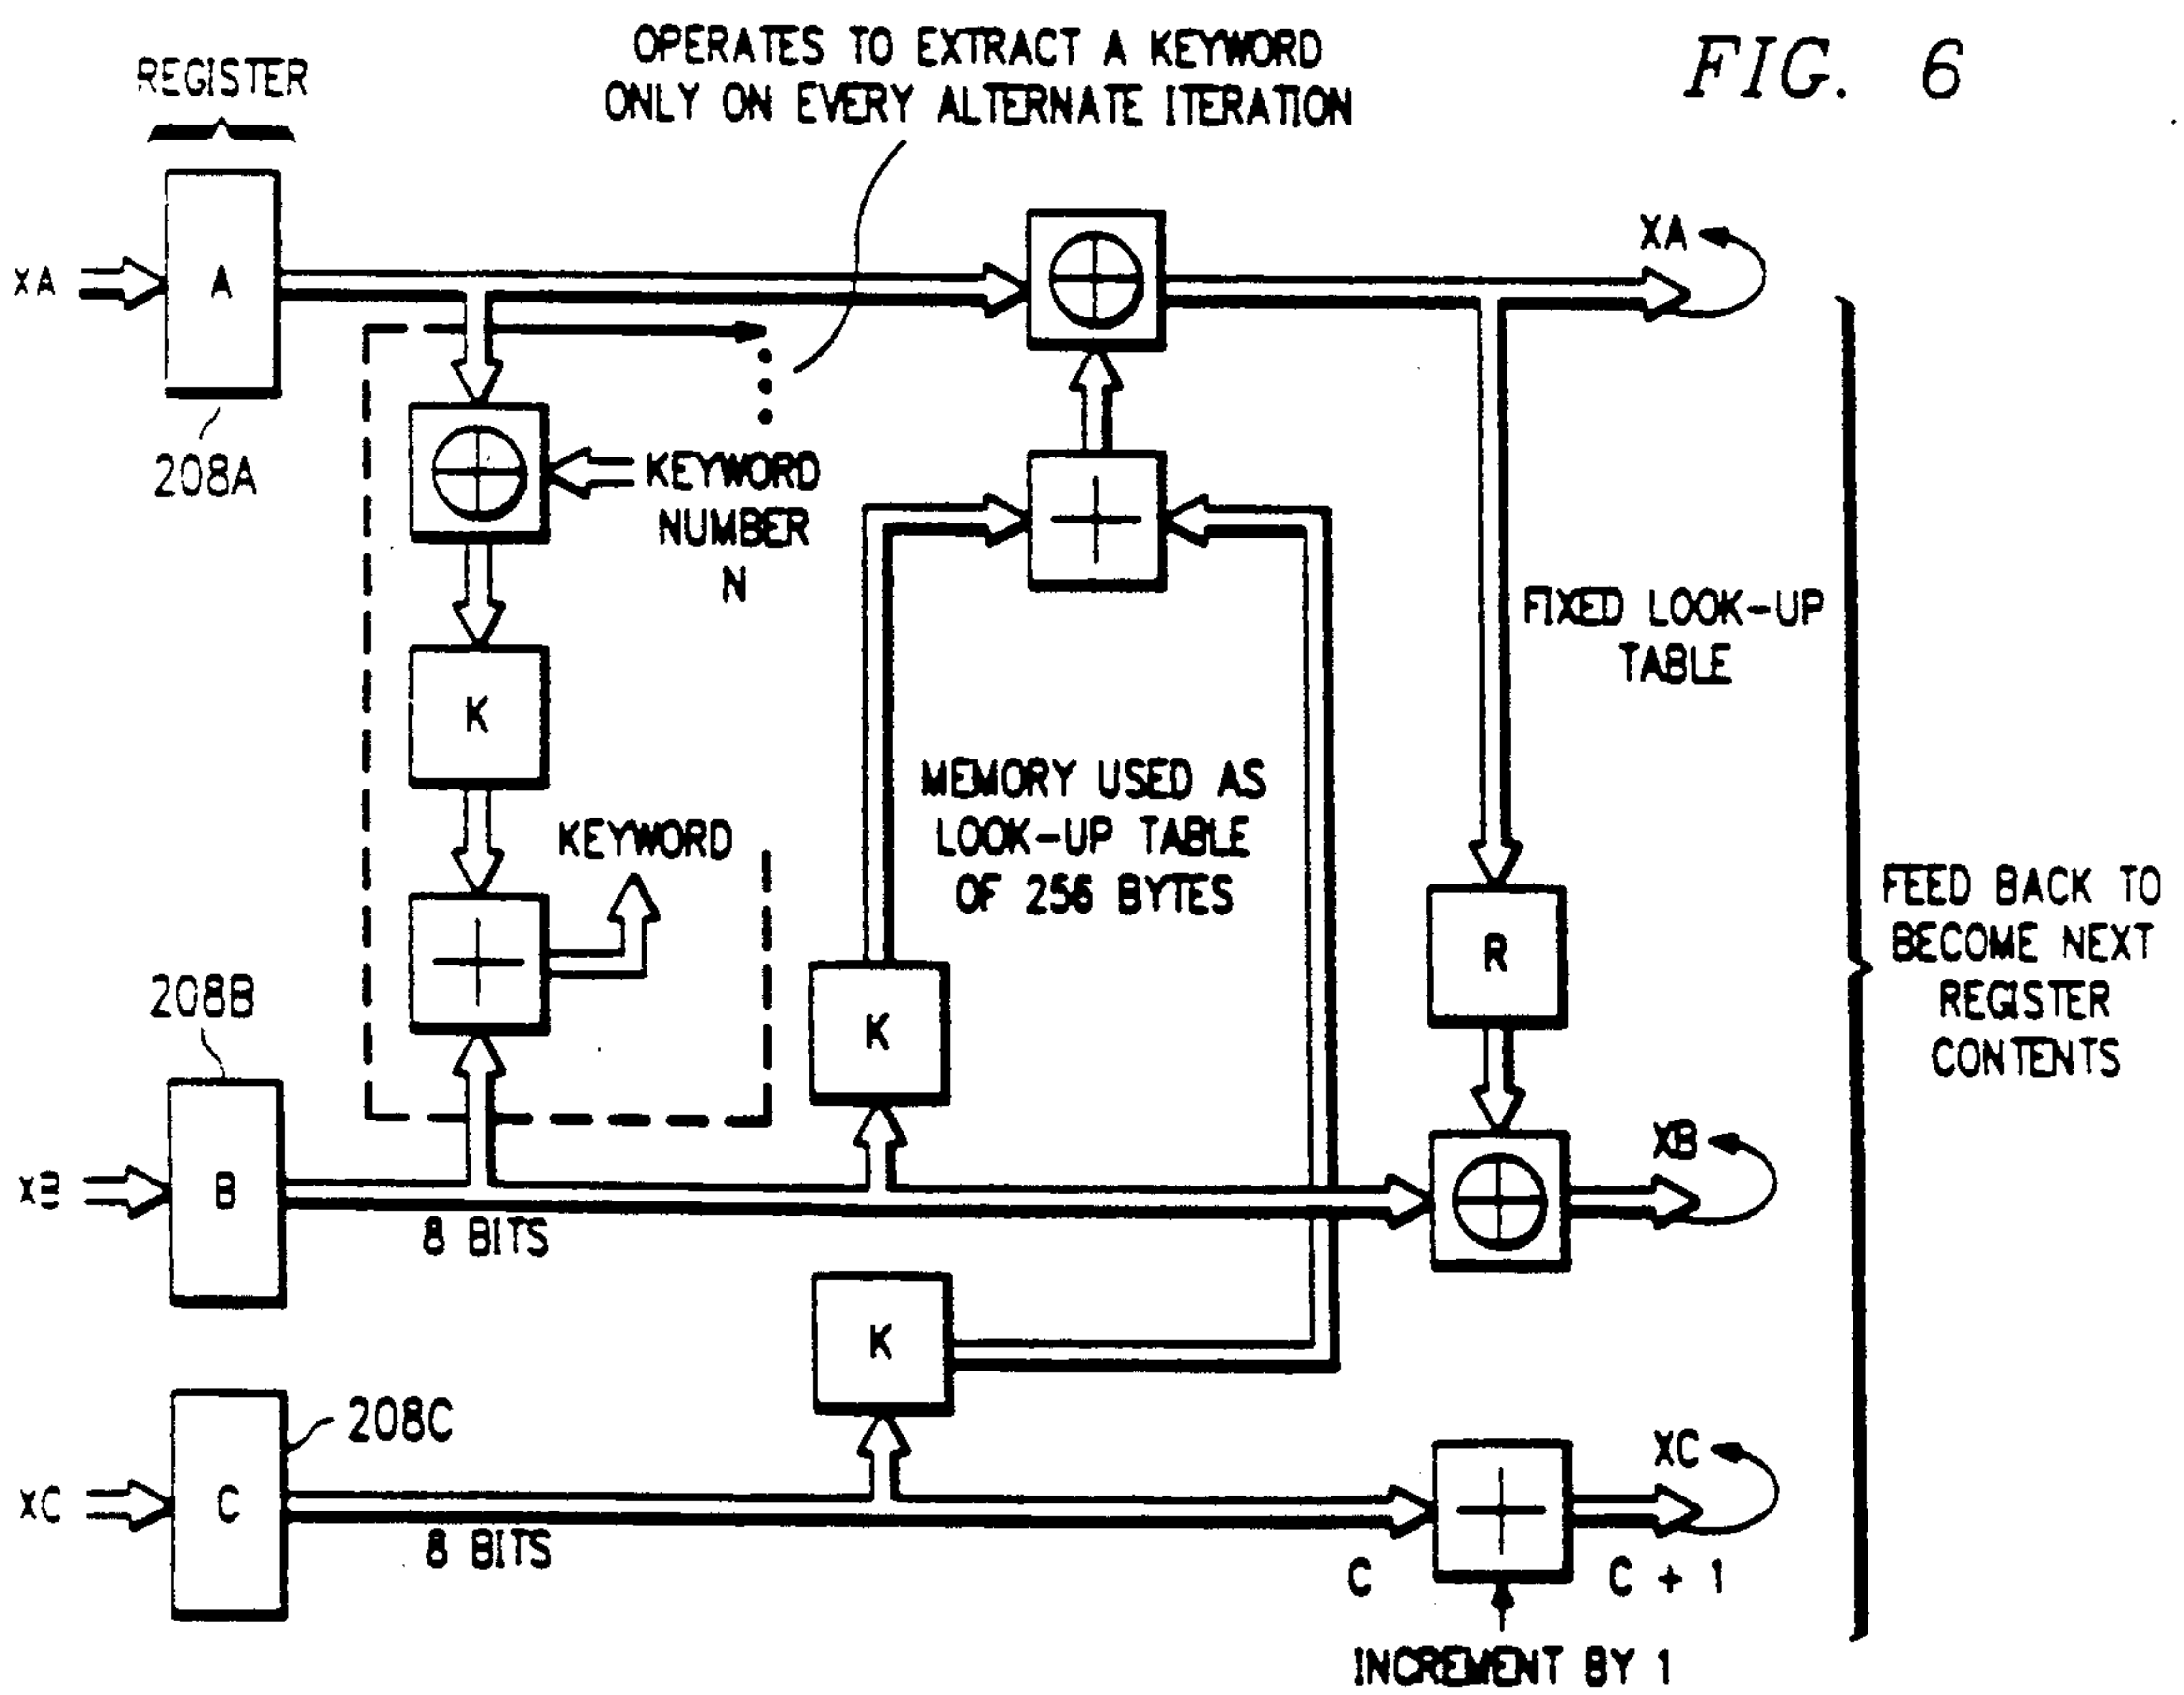 FIG. 6
OPERATES TO EXTRACT A KEYWORD
ONLY ON EVERY ALTERNATE ITERATION
REGISTER
XA
A
208A
XA
KEYWORD
NUMBER
N
K
KEYWORD
FIXED LOOK-UP
TABLE
MEMORY USED AS
LOOK-UP TABLE
OF 256 BYTES
K
R
FEED BACK TO
BECOME NEXT
REGISTER
CONTENTS
208B
XB
B
8 BITS
XB
K
208C
XC
C
8 BITS
XC
C
C + 1
INCREMENT BY 1